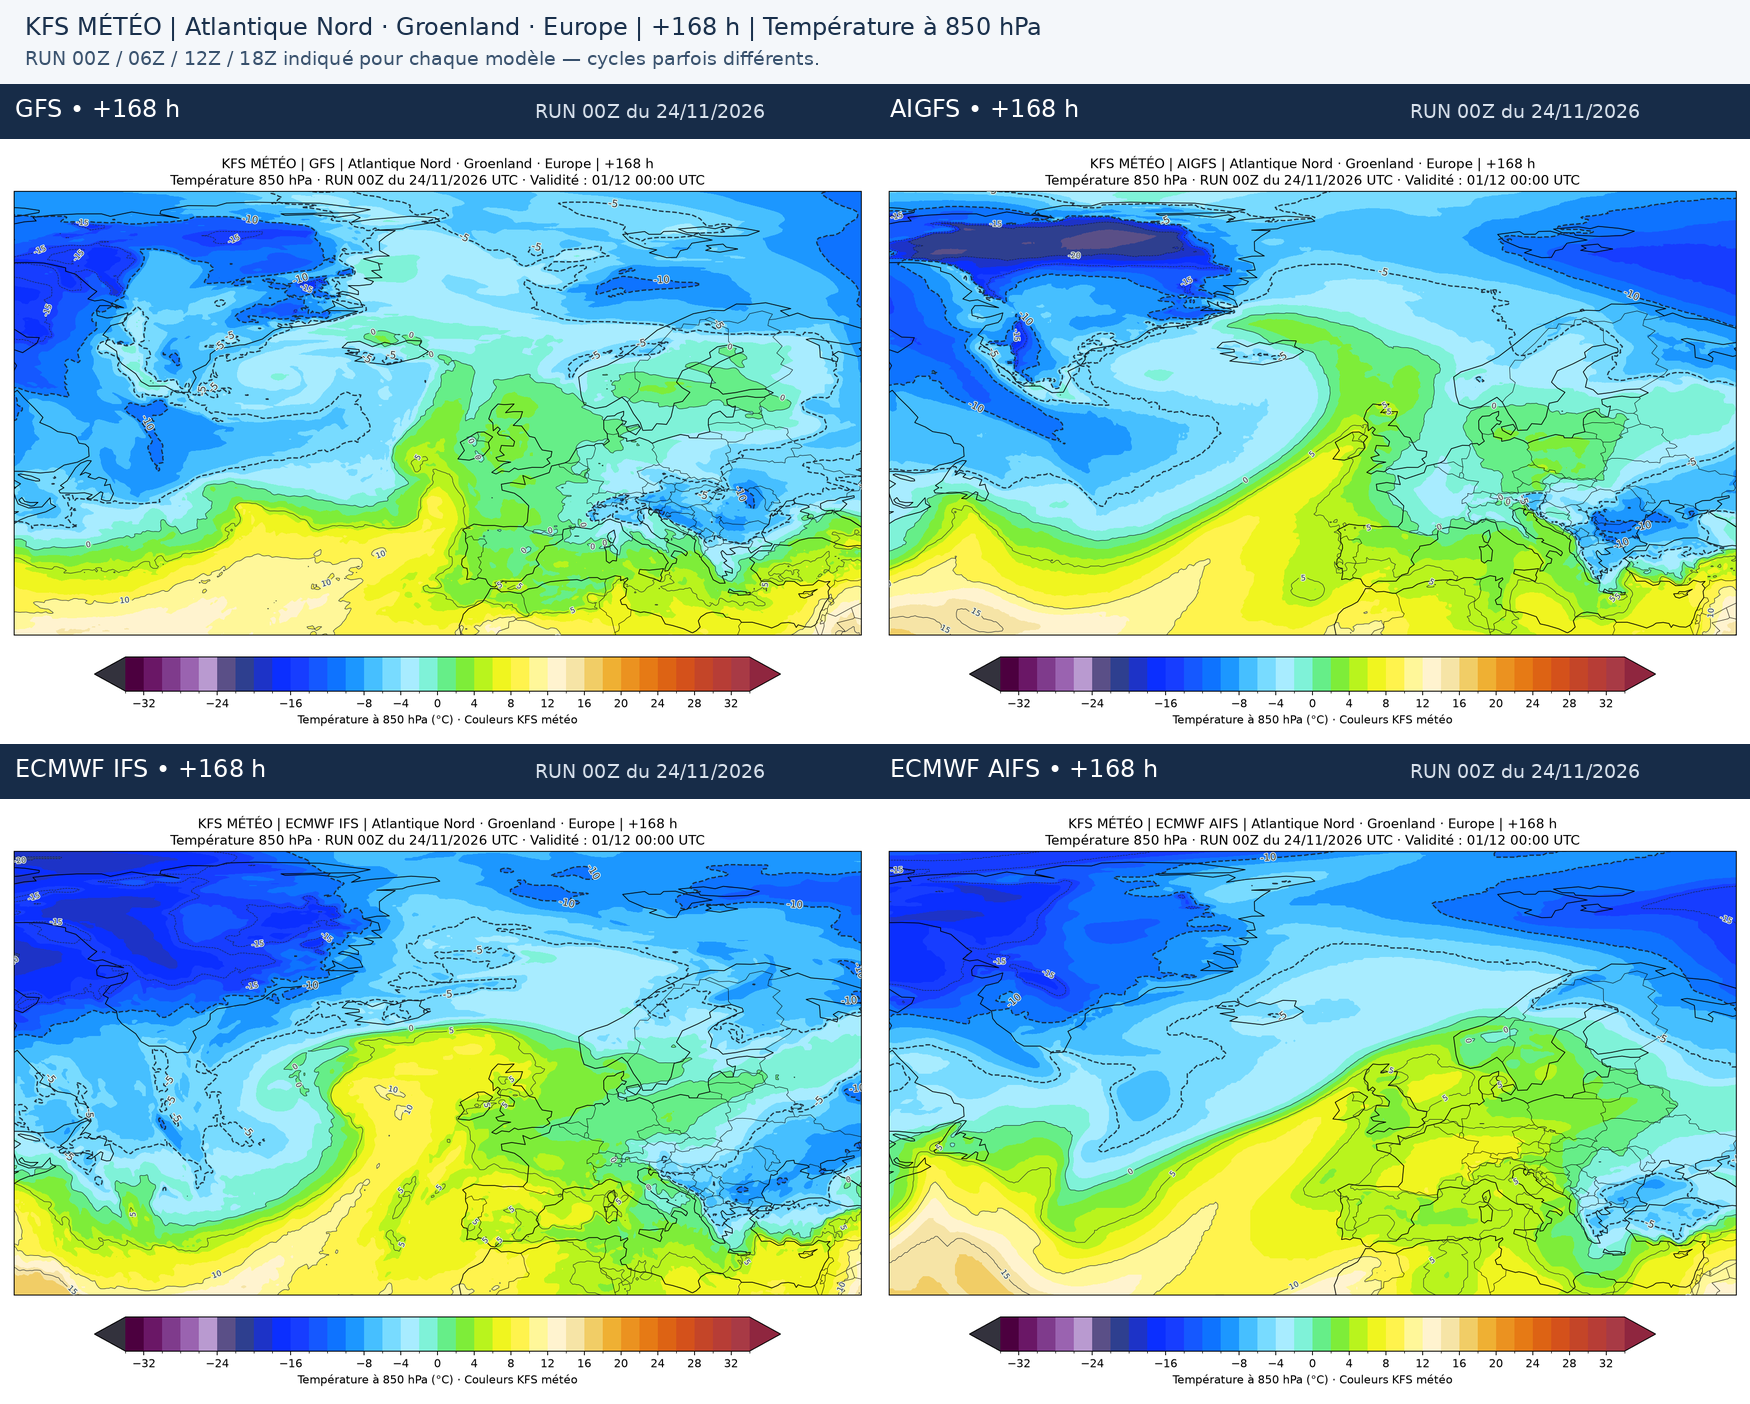 KFS MÉTÉO | Atlantique Nord · Groenland · Europe | +168 h | Température à 850 hPa
RUN 00Z / 06Z / 12Z / 18Z indiqué pour chaque modèle — cycles parfois différents.
GFS • +168 h
RUN 00Z du 24/11/2026
KFS MÉTÉO | GFS | Atlantique Nord · Groenland · Europe | +168 h
Température 850 hPa · RUN 00Z du 24/11/2026 UTC · Validité : 01/12 00:00 UTC
−32 −24 −16 −8 −4 0 4 8 12 16 20 24 28 32
Température à 850 hPa (°C) · Couleurs KFS météo
AIGFS • +168 h
RUN 00Z du 24/11/2026
KFS MÉTÉO | AIGFS | Atlantique Nord · Groenland · Europe | +168 h
Température 850 hPa · RUN 00Z du 24/11/2026 UTC · Validité : 01/12 00:00 UTC
−32 −24 −16 −8 −4 0 4 8 12 16 20 24 28 32
Température à 850 hPa (°C) · Couleurs KFS météo
ECMWF IFS • +168 h
RUN 00Z du 24/11/2026
KFS MÉTÉO | ECMWF IFS | Atlantique Nord · Groenland · Europe | +168 h
Température 850 hPa · RUN 00Z du 24/11/2026 UTC · Validité : 01/12 00:00 UTC
−32 −24 −16 −8 −4 0 4 8 12 16 20 24 28 32
Température à 850 hPa (°C) · Couleurs KFS météo
ECMWF AIFS • +168 h
RUN 00Z du 24/11/2026
KFS MÉTÉO | ECMWF AIFS | Atlantique Nord · Groenland · Europe | +168 h
Température 850 hPa · RUN 00Z du 24/11/2026 UTC · Validité : 01/12 00:00 UTC
−32 −24 −16 −8 −4 0 4 8 12 16 20 24 28 32
Température à 850 hPa (°C) · Couleurs KFS météo